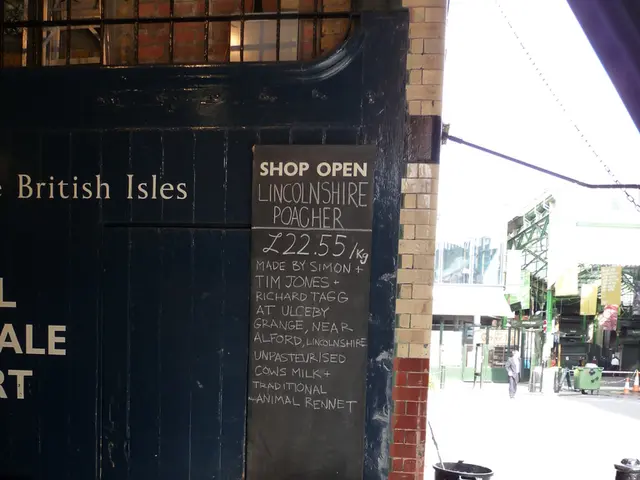 British Isles
ALE
RT
SHOP OPEN
LINCOLNSHIRE
POACHER
£22.55/Kg
MADE BY SIMON +
TIM JONES +
RICHARD TAGG
AT ULCEBY
GRANGE, NEAR
ALFORD, LINCOLNSHIRE
UNPASTEURISED
COWS MILK +
TRADITIONAL
ANIMAL RENNET